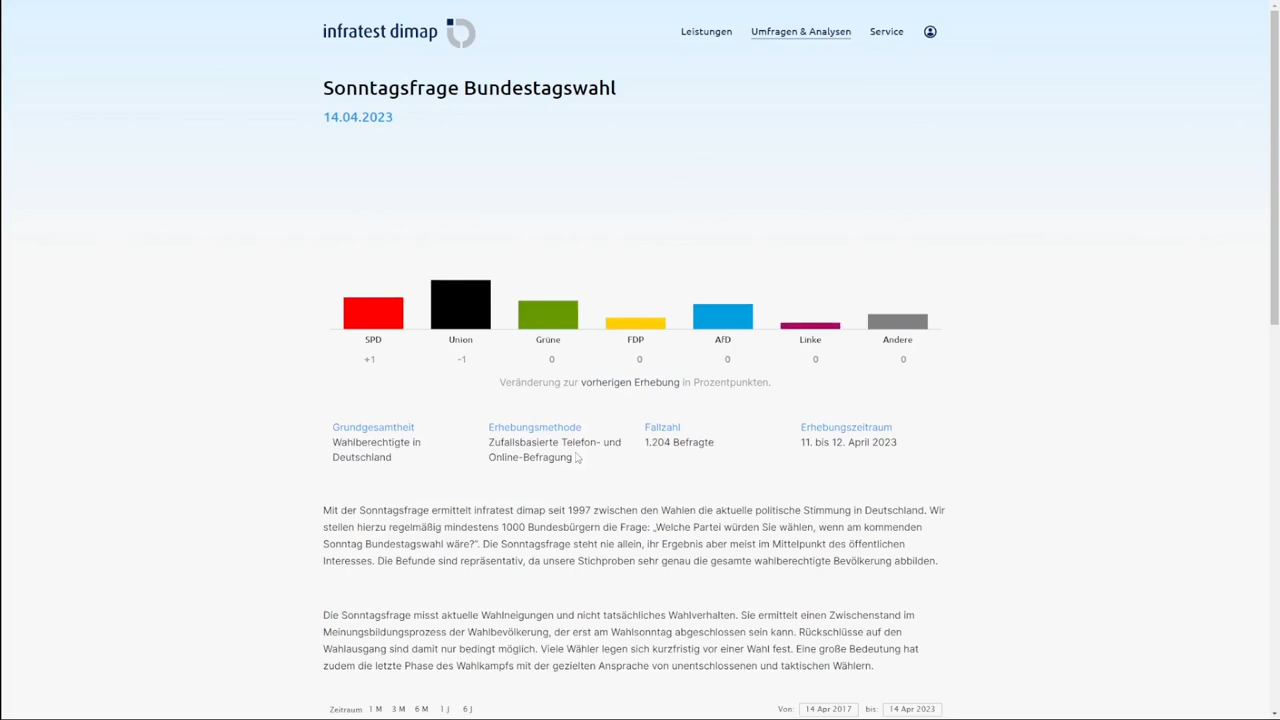 infratest dimap
Leistungen Umfragen & Analysen Service
Sonntagsfrage Bundestagswahl
14.04.2023
SPD Union Grüne FDP AfD Linke Andere
+1 -1 0 0 0 0 0
Veränderung zur vorherigen Erhebung in Prozentpunkten.
Grundgesamtheit Erhebungsmethode Fallzahl Erhebungszeitraum
Wahlberechtigte in Zufallsbasierte Telefon- und 1.204 Befragte 11. bis 12. April 2023
Deutschland Online-Befragung
Mit der Sonntagsfrage ermittelt infratest dimap seit 1997 zwischen den Wahlen die aktuelle politische Stimmung in Deutschland. Wir
stellen hierzu regelmäßig mindestens 1000 Bundesbürgern die Frage: „Welche Partei würden Sie wählen, wenn am kommenden
Sonntag Bundestagswahl wäre?“. Die Sonntagsfrage steht nie allein, ihr Ergebnis aber meist im Mittelpunkt des öffentlichen
Interesses. Die Befunde sind repräsentativ, da unsere Stichproben sehr genau die gesamte wahlberechtigte Bevölkerung abbilden.
Die Sonntagsfrage misst aktuelle Wahlneigungen und nicht tatsächliches Wahlverhalten. Sie ermittelt einen Zwischenstand im
Meinungsbildungsprozess der Wahlbevölkerung, der erst am Wahlsonntag abgeschlossen sein kann. Rückschlüsse auf den
Wahlausgang sind damit nur bedingt möglich. Viele Wähler legen sich kurzfristig vor einer Wahl fest. Eine große Bedeutung hat
zudem die letzte Phase des Wahlkampfs mit der gezielten Ansprache von unentschlossenen und taktischen Wählern.
Zeitraum 1 M 3 M 6 M 1 J 6 J Von: 14 Apr 2017 bis: 14 Apr 2023